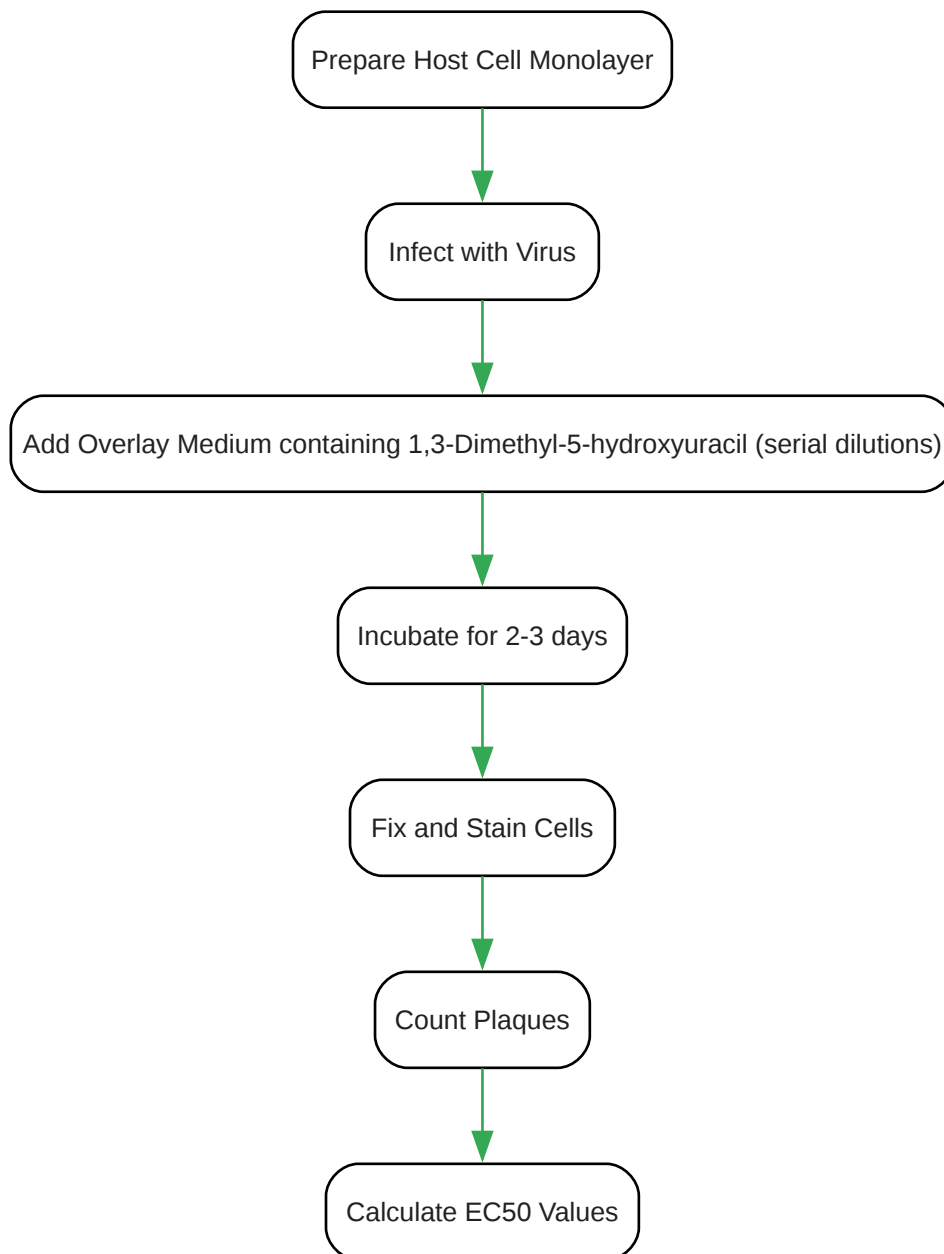 Prepare Host Cell Monolayer
Infect with Virus
Add Overlay Medium containing 1,3-Dimethyl-5-hydroxyuracil (serial dilutions)
Incubate for 2-3 days
Fix and Stain Cells
Count Plaques
Calculate EC50 Values